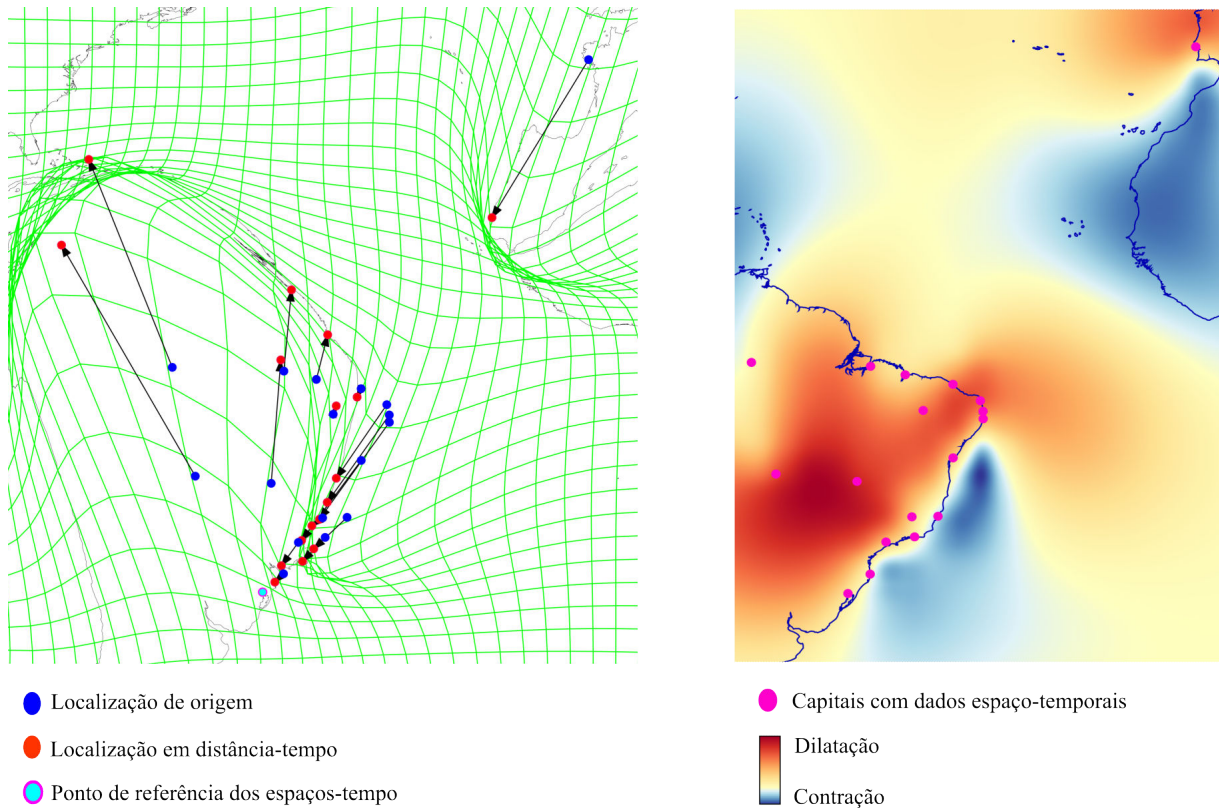 Localização de origem
Localização em distância-tempo
Ponto de referência dos espaços-tempo
Capitais com dados espaço-temporais
Dilatação
Contração